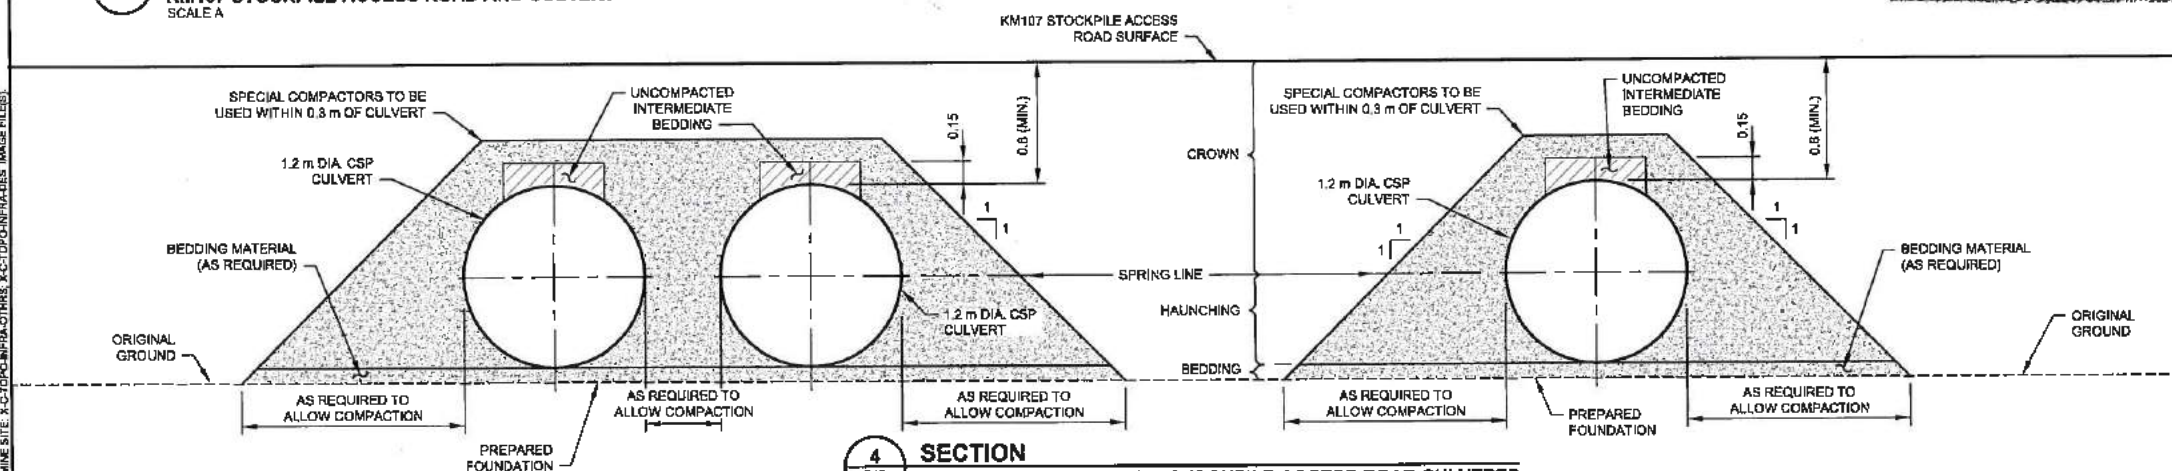 SCALE A
KM107 STOCKPILE ACCESS
ROAD SURFACE
SPECIAL COMPACTORS TO BE
USED WITHIN 0.3 m OF CULVERT
UNCOMPACTED
INTERMEDIATE
BEDDING
0.15
0.6 (MIN.)
1.2 m DIA. CSP
CULVERT
1
1
BEDDING MATERIAL
(AS REQUIRED)
1.2 m DIA. CSP
CULVERT
ORIGINAL
GROUND
AS REQUIRED TO
ALLOW COMPACTION
AS REQUIRED TO
ALLOW COMPACTION
AS REQUIRED TO
ALLOW COMPACTION
PREPARED
FOUNDATION
CROWN
SPRING LINE
HAUNCHING
BEDDING
SPECIAL COMPACTORS TO BE
USED WITHIN 0.3 m OF CULVERT
UNCOMPACTED
INTERMEDIATE
BEDDING
0.15
0.6 (MIN.)
1.2 m DIA. CSP
CULVERT
1
1
1
1
BEDDING MATERIAL
(AS REQUIRED)
ORIGINAL
GROUND
AS REQUIRED TO
ALLOW COMPACTION
AS REQUIRED TO
ALLOW COMPACTION
PREPARED
FOUNDATION
4
SECTION